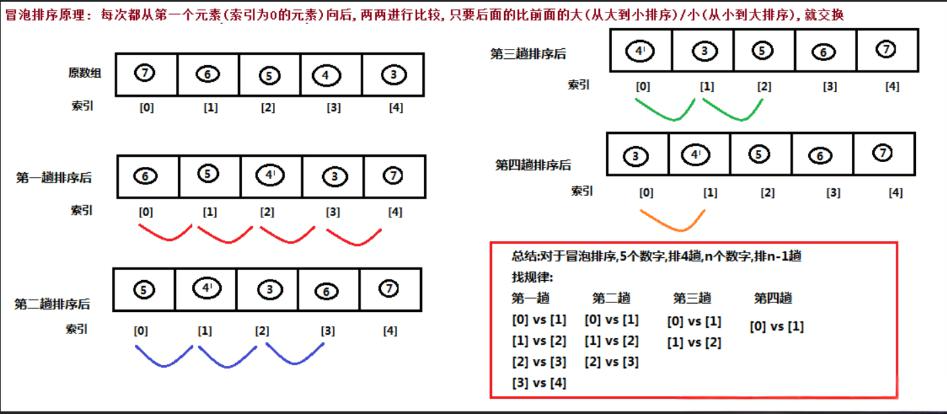 冒泡排序原理: 每次都从第一个元素(索引为0的元素)向后,两两进行比较,只要后面的比前面的大(从大到小排序)/小(从小到大排序),就交换
原数组 7 6 5 4 3
索引 [0] [1] [2] [3] [4]
第一趟排序后 6 5 4 3 7
索引 [0] [1] [2] [3] [4]
第二趟排序后 5 4 3 6 7
索引 [0] [1] [2] [3] [4]
第三趟排序后 4 3 5 6 7
索引 [0] [1] [2] [3] [4]
第四趟排序后 3 4 5 6 7
索引 [0] [1] [2] [3] [4]
总结:对于冒泡排序,5个数字,排4趟,n个数字,排n-1趟
找规律:
第一趟 第二趟 第三趟 第四趟
[0] vs [1] [0] vs [1] [0] vs [1] [0] vs [1]
[1] vs [2] [1] vs [2] [1] vs [2]
[2] vs [3] [2] vs [3]
[3] vs [4]